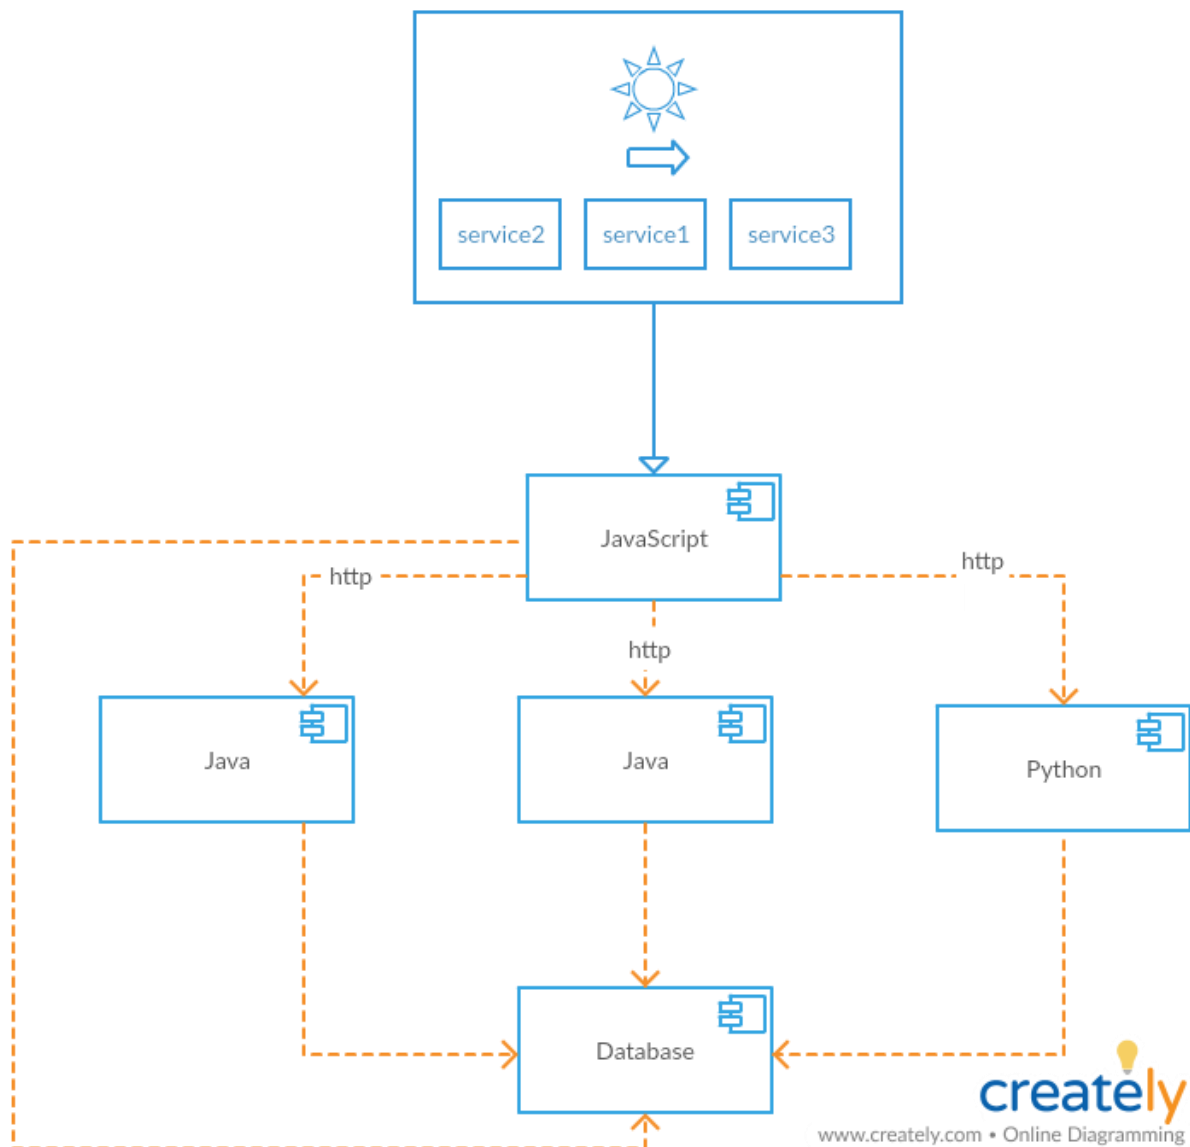 service2
service1
service3
JavaScript
http
http
http
Java
Java
Python
Database
creately
www.creately.com • Online Diagramming